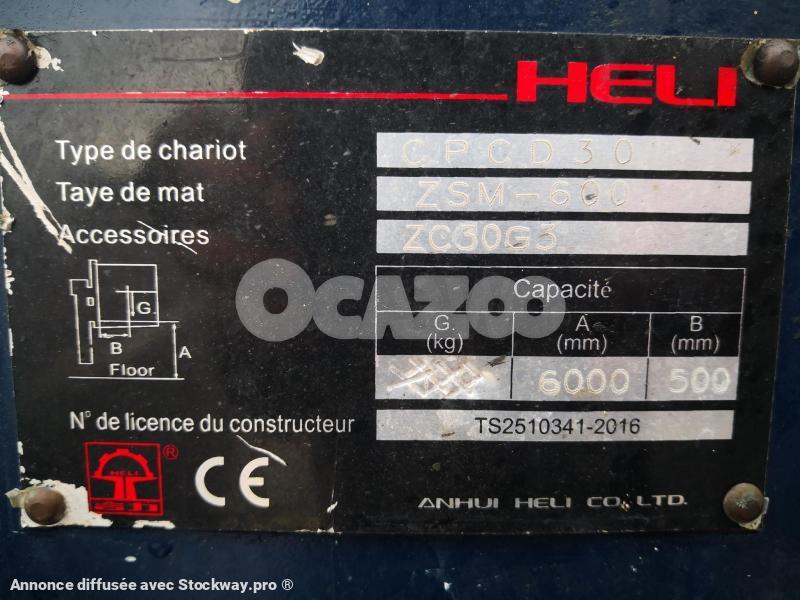 HELI
Type de chariot CPCD30
Taye de mat ZSM-600
Accessoires ZC30G3
OCAZOO
Capacité
G. (kg) A (mm) B (mm)
6000 500
G
B A
Floor
N° de licence du constructeur TS2510341-2016
HELI ® CE
ANHUI HELI CO., LTD.
Annonce diffusée avec Stockway.pro ®